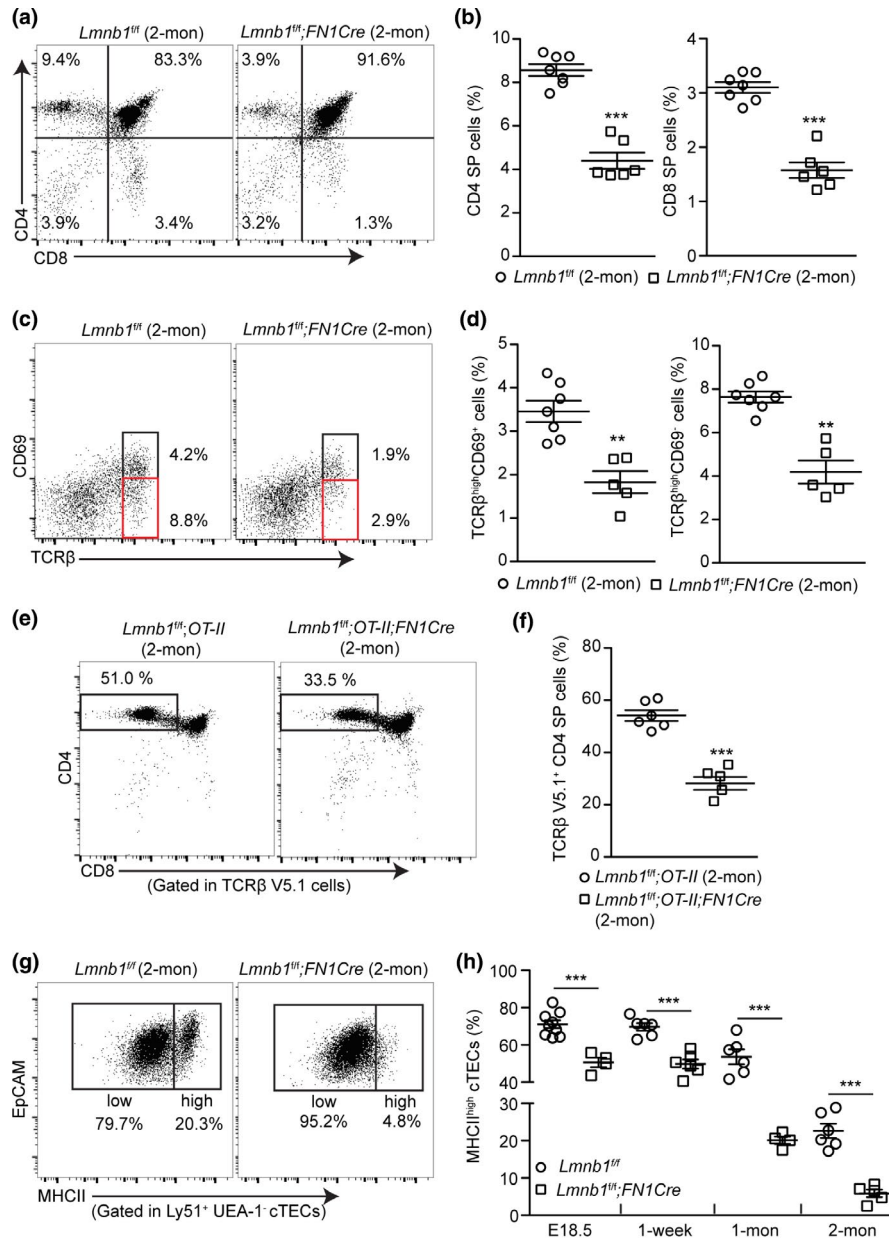 (a)
Lmnb1f/f (2-mon)
Lmnb1f/f;FN1Cre (2-mon)
9.4%
83.3%
3.9%
91.6%
3.9%
3.4%
3.2%
1.3%
CD4
CD8
(b)
CD4 SP cells (%)
10
8
6
4
2
0
***
CD8 SP cells (%)
4
3
2
1
0
***
Lmnb1f/f (2-mon)
Lmnb1f/f;FN1Cre (2-mon)
(c)
Lmnb1f/f (2-mon)
Lmnb1f/f;FN1Cre (2-mon)
4.2%
8.8%
1.9%
2.9%
CD69
TCRβ
(d)
TCRβhighCD69+ cells (%)
5
4
3
2
1
0
**
TCRβhighCD69- cells (%)
10
8
6
4
2
0
**
Lmnb1f/f (2-mon)
Lmnb1f/f;FN1Cre (2-mon)
(e)
Lmnb1f/f;OT-II
(2-mon)
Lmnb1f/f;OT-II;FN1Cre
(2-mon)
51.0 %
33.5 %
CD4
CD8
(Gated in TCRβ V5.1 cells)
(f)
TCRβ V5.1+ CD4 SP cells (%)
80
60
40
20
0
***
Lmnb1f/f;OT-II (2-mon)
Lmnb1f/f;OT-II;FN1Cre
(2-mon)
(g)
Lmnb1f/f (2-mon)
Lmnb1f/f;FN1Cre (2-mon)
low
high
79.7%
20.3%
low
high
95.2%
4.8%
EpCAM
MHCII
(Gated in Ly51+ UEA-1- cTECs)
(h)
MHCIIhigh cTECs (%)
100
80
60
40
30
20
10
0
***
***
***
***
Lmnb1f/f
Lmnb1f/f;FN1Cre
E18.5
1-week
1-mon
2-mon